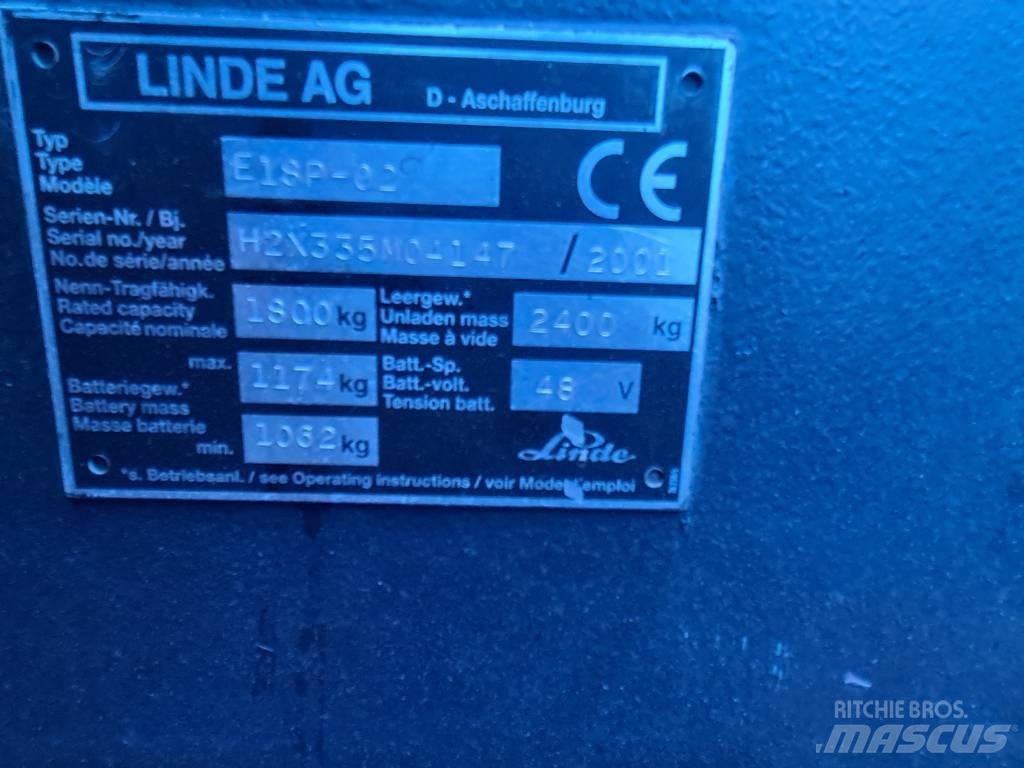 LINDE AG D - Aschaffenburg
Typ
Type
Modèle
E18P-02
CE
Serien-Nr. / Bj.
Serial no./year
No.de série/année
H2X335M04147 / 2001
Nenn-Tragfähigk.
Rated capacity
Capacité nominale
1800 kg
Leergew.*
Unladen mass
Masse à vide
2400 kg
max.
Batteriegew.*
Battery mass
Masse batterie
min.
1174 kg
1062 kg
Batt.-Sp.
Batt.-volt.
Tension batt.
48 V
Linde
*s. Betriebsanl. / see Operating instructions / voir Mode d'emploi
RITCHIE BROS.
MASCUS